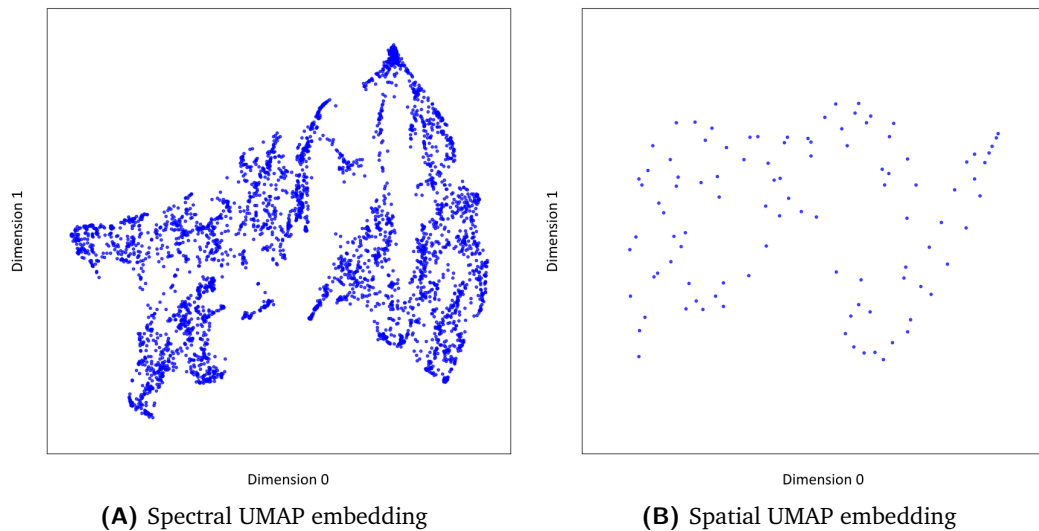 Dimension 1
Dimension 0
(A) Spectral UMAP embedding
Dimension 1
Dimension 0
(B) Spatial UMAP embedding